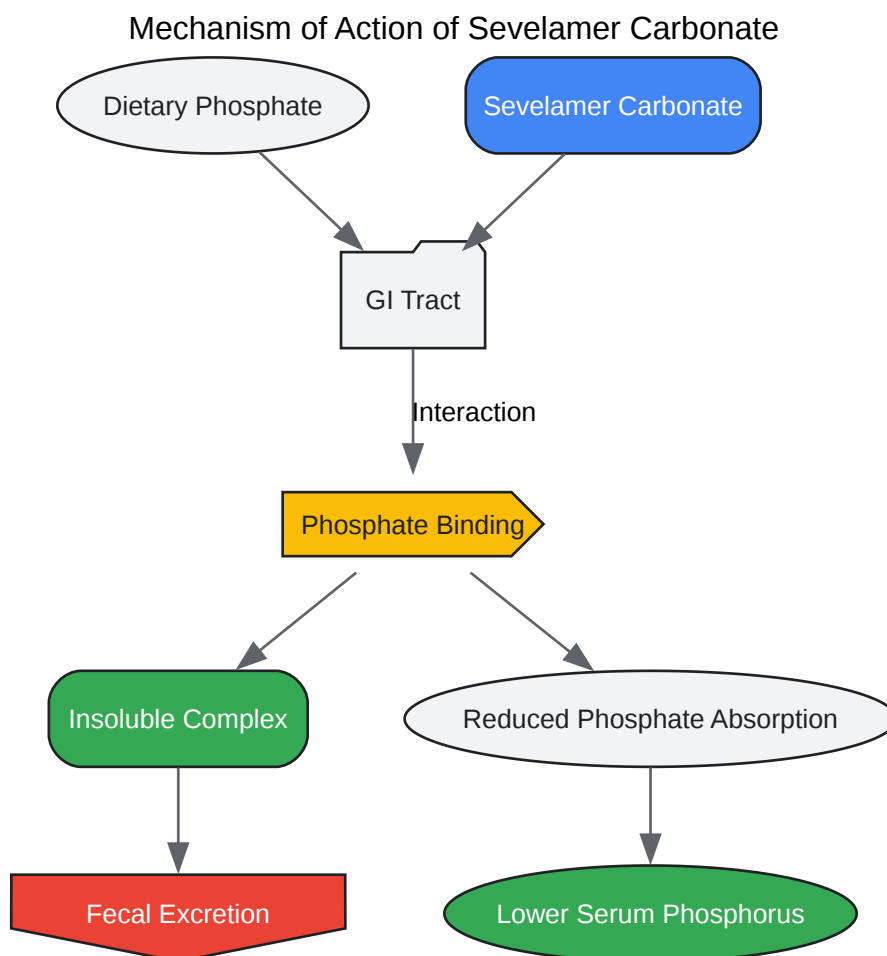 Mechanism of Action of Sevelamer Carbonate
Dietary Phosphate
Sevelamer Carbonate
GI Tract
Interaction
Phosphate Binding
Insoluble Complex
Reduced Phosphate Absorption
Fecal Excretion
Lower Serum Phosphorus